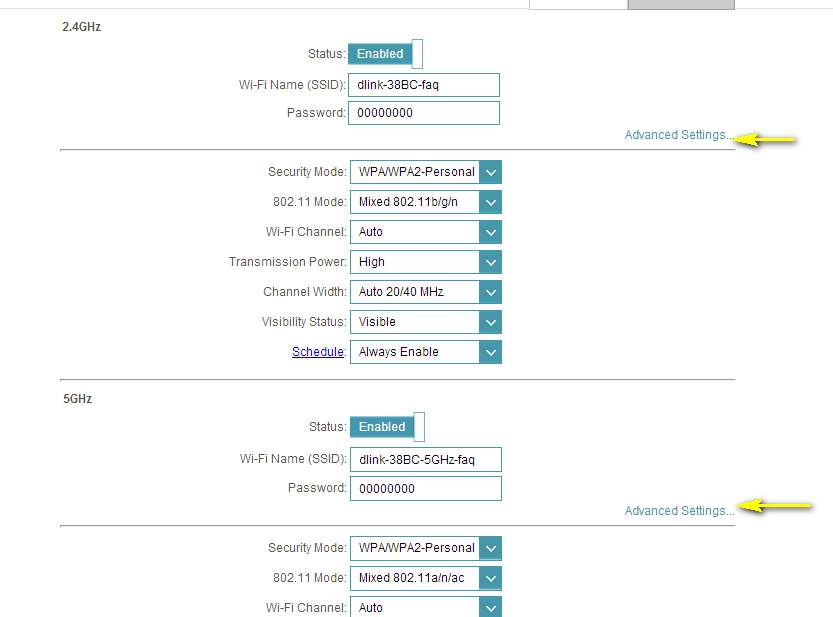 2.4GHz
Status: Enabled
Wi-Fi Name (SSID): dlink-38BC-faq
Password: 00000000
Advanced Settings...
Security Mode: WPA/WPA2-Personal
802.11 Mode: Mixed 802.11b/g/n
Wi-Fi Channel: Auto
Transmission Power: High
Channel Width: Auto 20/40 MHz
Visibility Status: Visible
Schedule: Always Enable
5GHz
Status: Enabled
Wi-Fi Name (SSID): dlink-38BC-5GHz-faq
Password: 00000000
Advanced Settings...
Security Mode: WPA/WPA2-Personal
802.11 Mode: Mixed 802.11a/n/ac
Wi-Fi Channel: Auto